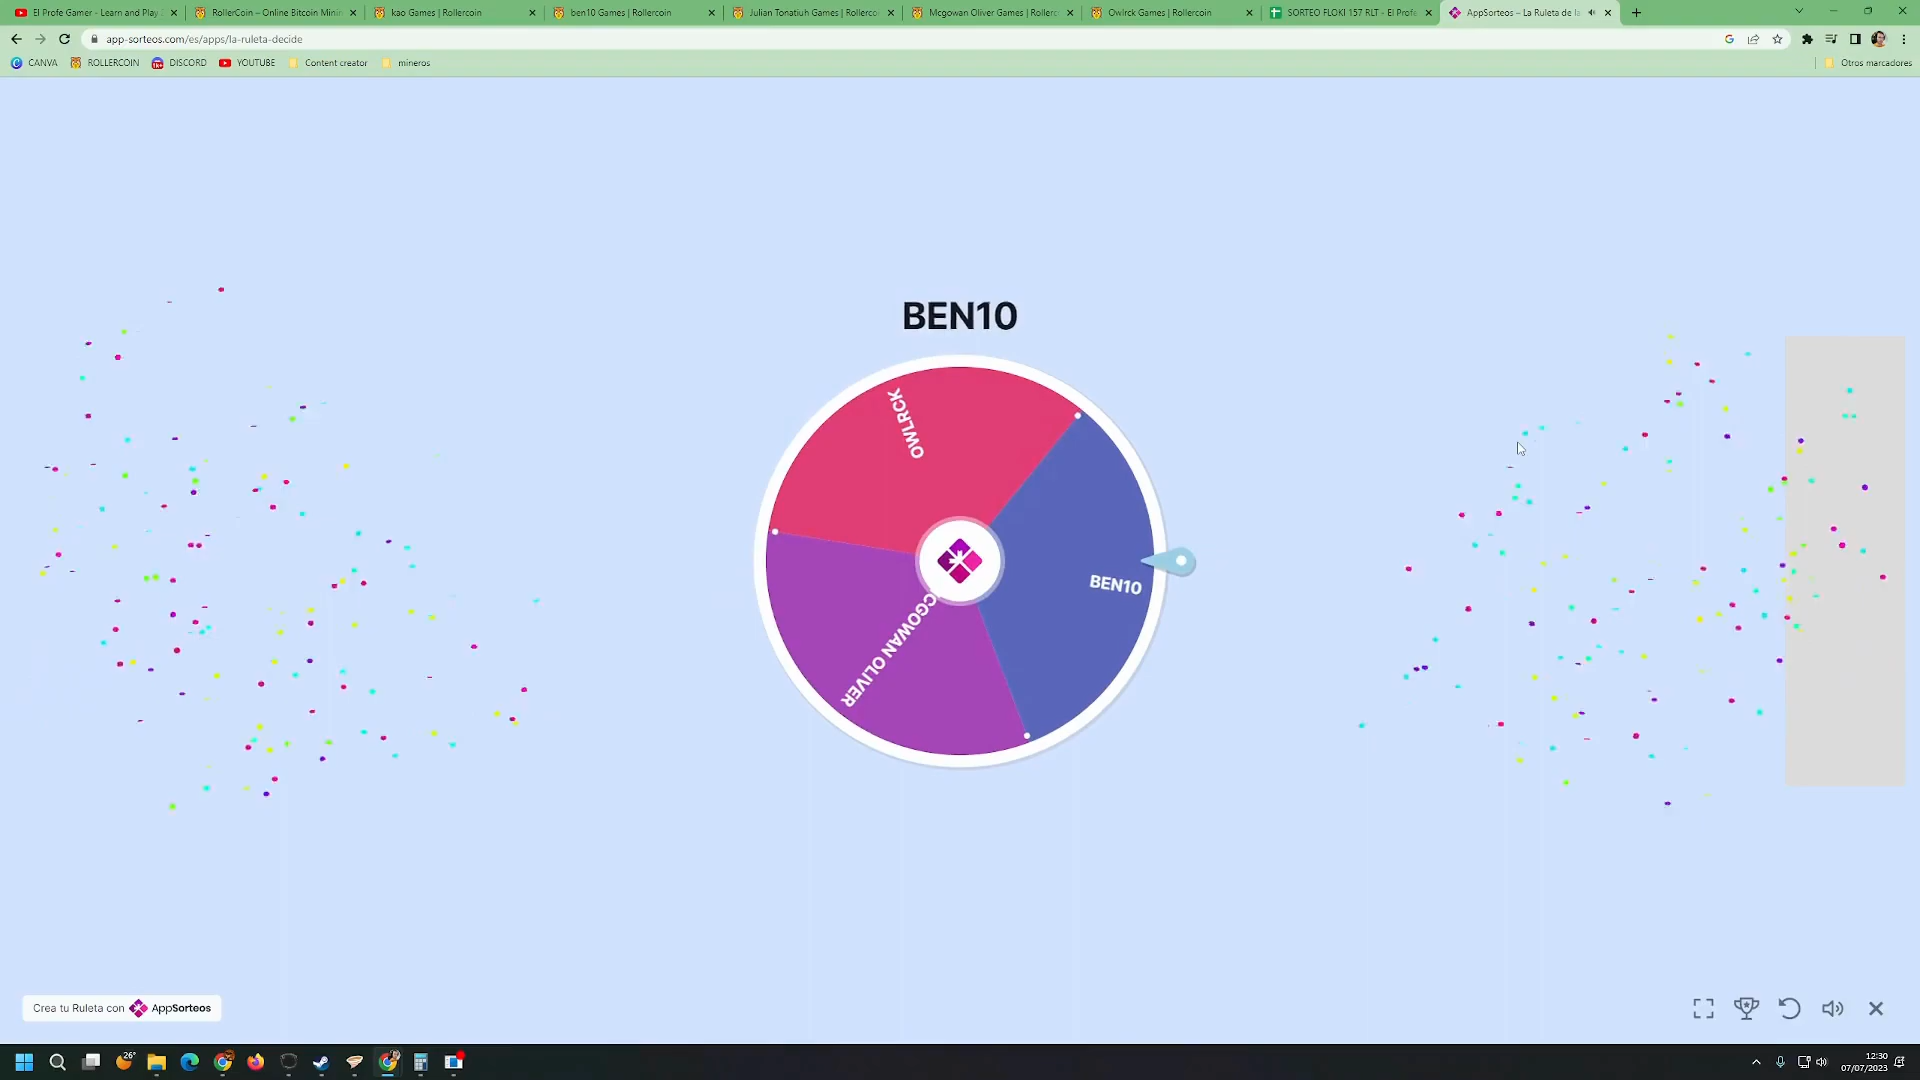 El Profe Gamer - Learn and Play
RollerCoin – Online Bitcoin Minin
kao Games | Rollercoin
ben10 Games | Rollercoin
Julian Tonatiuh Games | Rollerco
Mcgowan Oliver Games | Rollerc
Owlrck Games | Rollercoin
SORTEO FLOKI 157 RLT - El Profe
AppSorteos – La Ruleta de la
app-sorteos.com/es/apps/la-ruleta-decide
CANVA
ROLLERCOIN
DISCORD
YOUTUBE
Content creator
mineros
Otros marcadores
BEN10
OWLRCK
BEN10
CGOWAN OLIVER
Crea tu Ruleta con AppSorteos
26°
12:30
07/07/2023